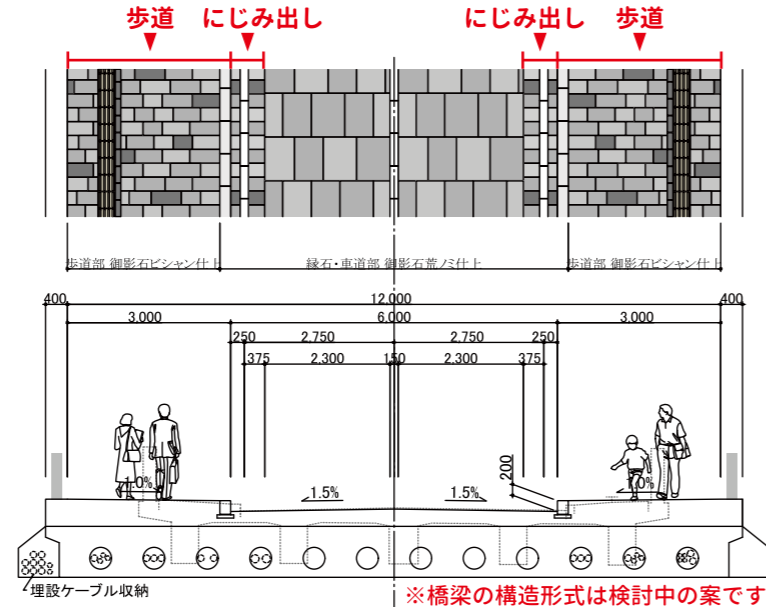 歩道 にじみ出し にじみ出し 歩道
歩道部 御影石ビシャン仕上 縁石・車道部 御影石荒ノミ仕上 歩道部 御影石ビシャン仕上
400 12,000 400
3,000 6,000 3,000
250 2,750 2,750 250
375 2,300 150 2,300 375
200
1.0% 1.5% 1.5% 1.0%
埋設ケーブル収納
※橋梁の構造形式は検討中の案です